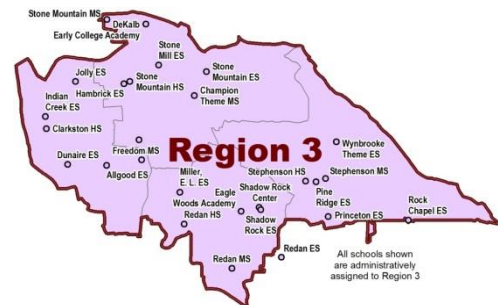 Stone Mountain MS
DeKalb
Early College Academy
Stone
Mill ES
Stone
Mountain ES
Jolly ES
Hambrick ES
Stone
Mountain HS
Champion
Theme MS
Indian
Creek ES
Clarkston HS
Dunaire ES
Allgood ES
Freedom MS
Region 3
Wynbrooke
Theme ES
Stephenson HS
Stephenson MS
Miller,
E. L. ES
Eagle
Woods Academy
Shadow Rock
Center
Shadow
Rock ES
Pine
Ridge ES
Princeton ES
Rock
Chapel ES
Redan HS
Redan MS
Redan ES
All schools shown
are administratively
assigned to Region 3